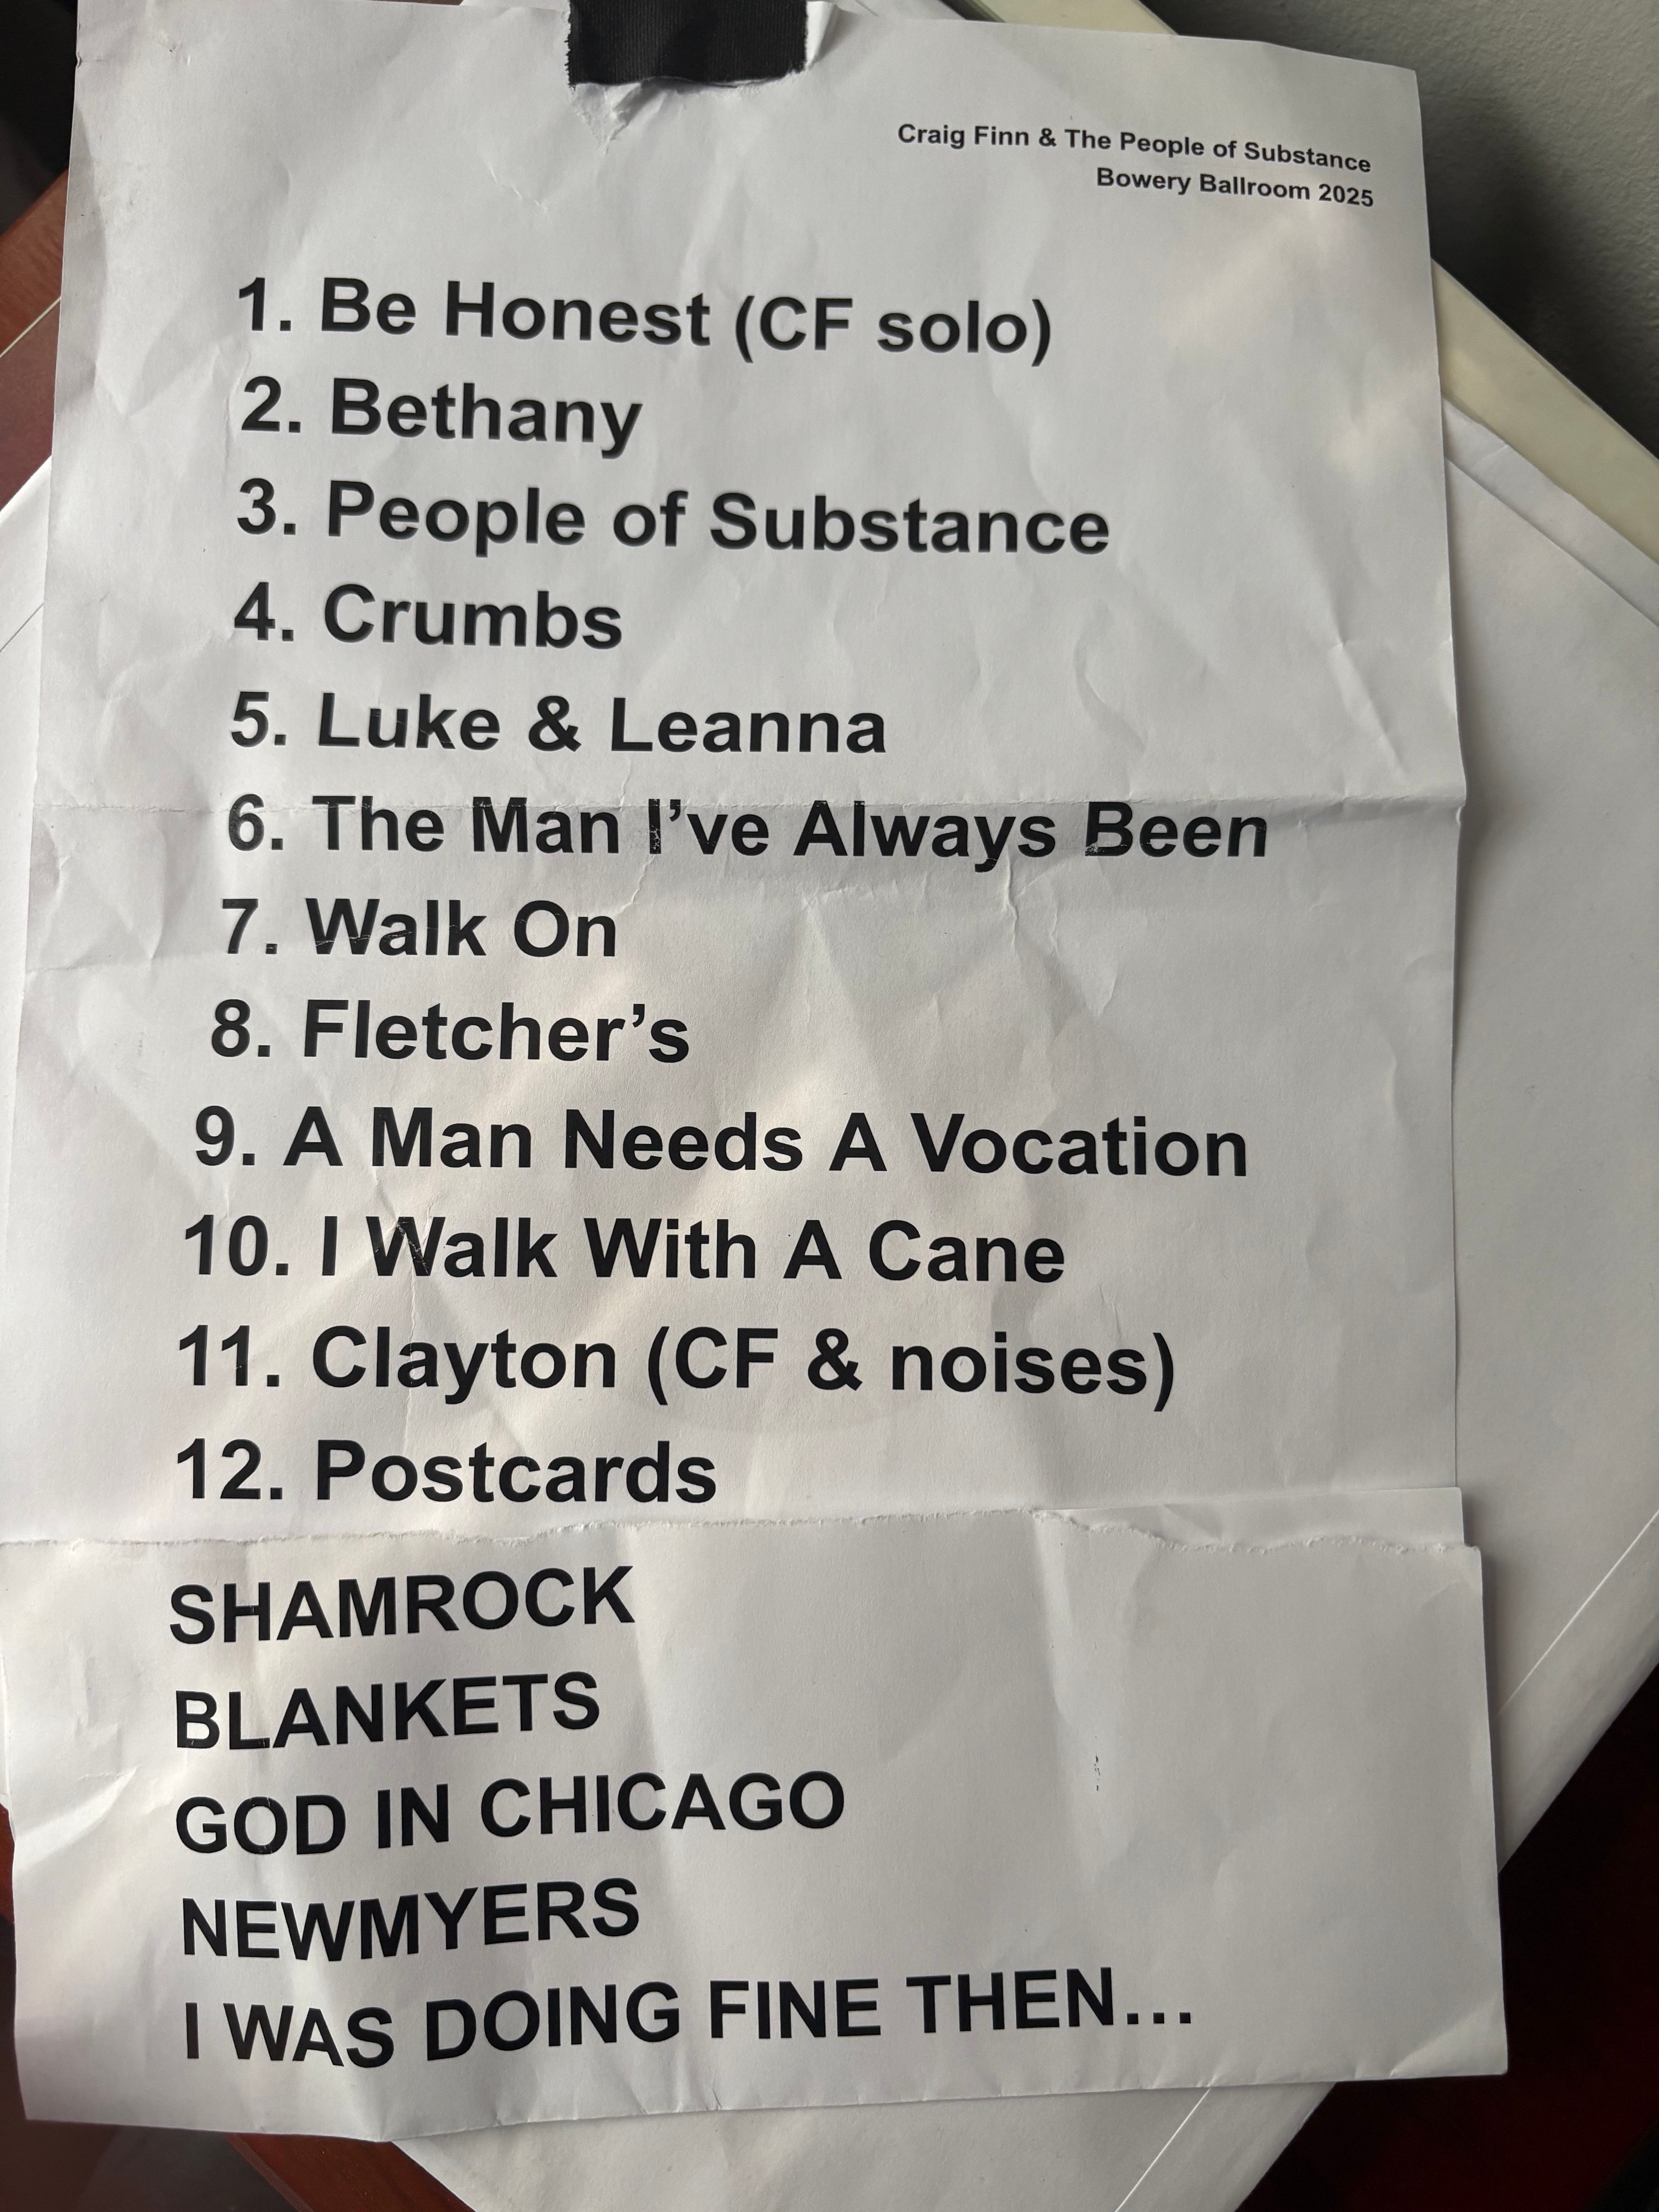 Craig Finn & The People of Substance
Bowery Ballroom 2025
1. Be Honest (CF solo)
2. Bethany
3. People of Substance
4. Crumbs
5. Luke & Leanna
6. The Man I’ve Always Been
7. Walk On
8. Fletcher’s
9. A Man Needs A Vocation
10. I Walk With A Cane
11. Clayton (CF & noises)
12. Postcards
SHAMROCK
BLANKETS
GOD IN CHICAGO
NEWMYERS
I WAS DOING FINE THEN…